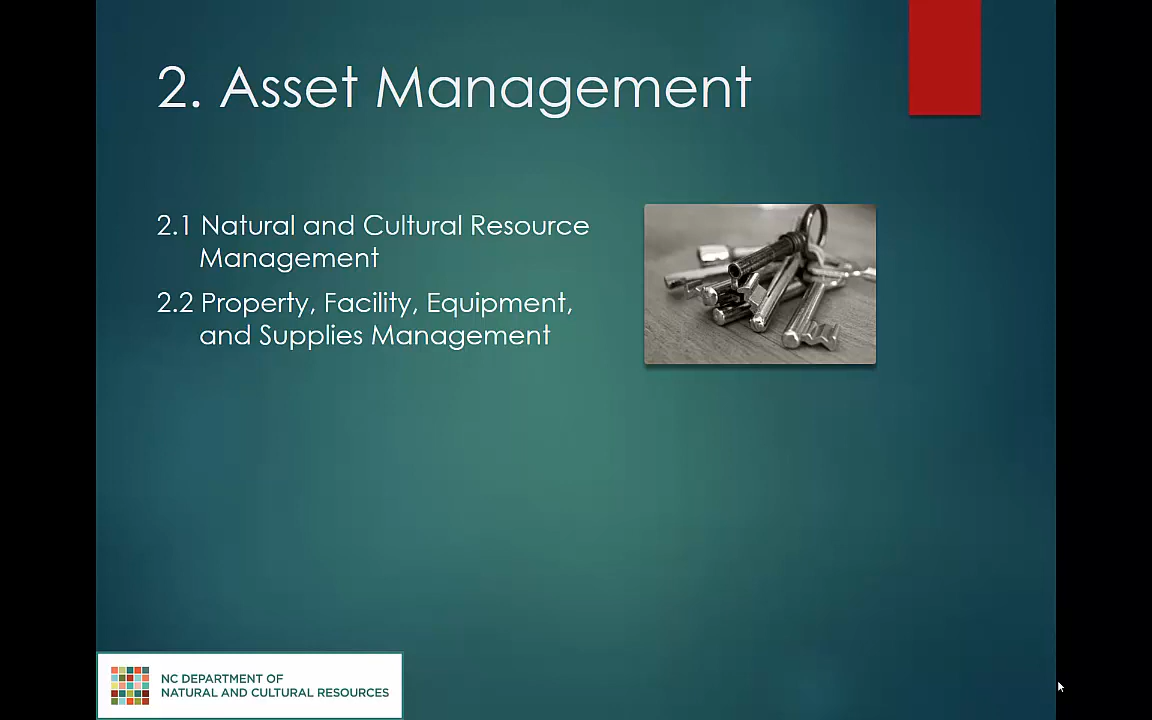 2. Asset Management
2.1 Natural and Cultural Resource
Management
2.2 Property, Facility, Equipment,
and Supplies Management
NC DEPARTMENT OF
NATURAL AND CULTURAL RESOURCES